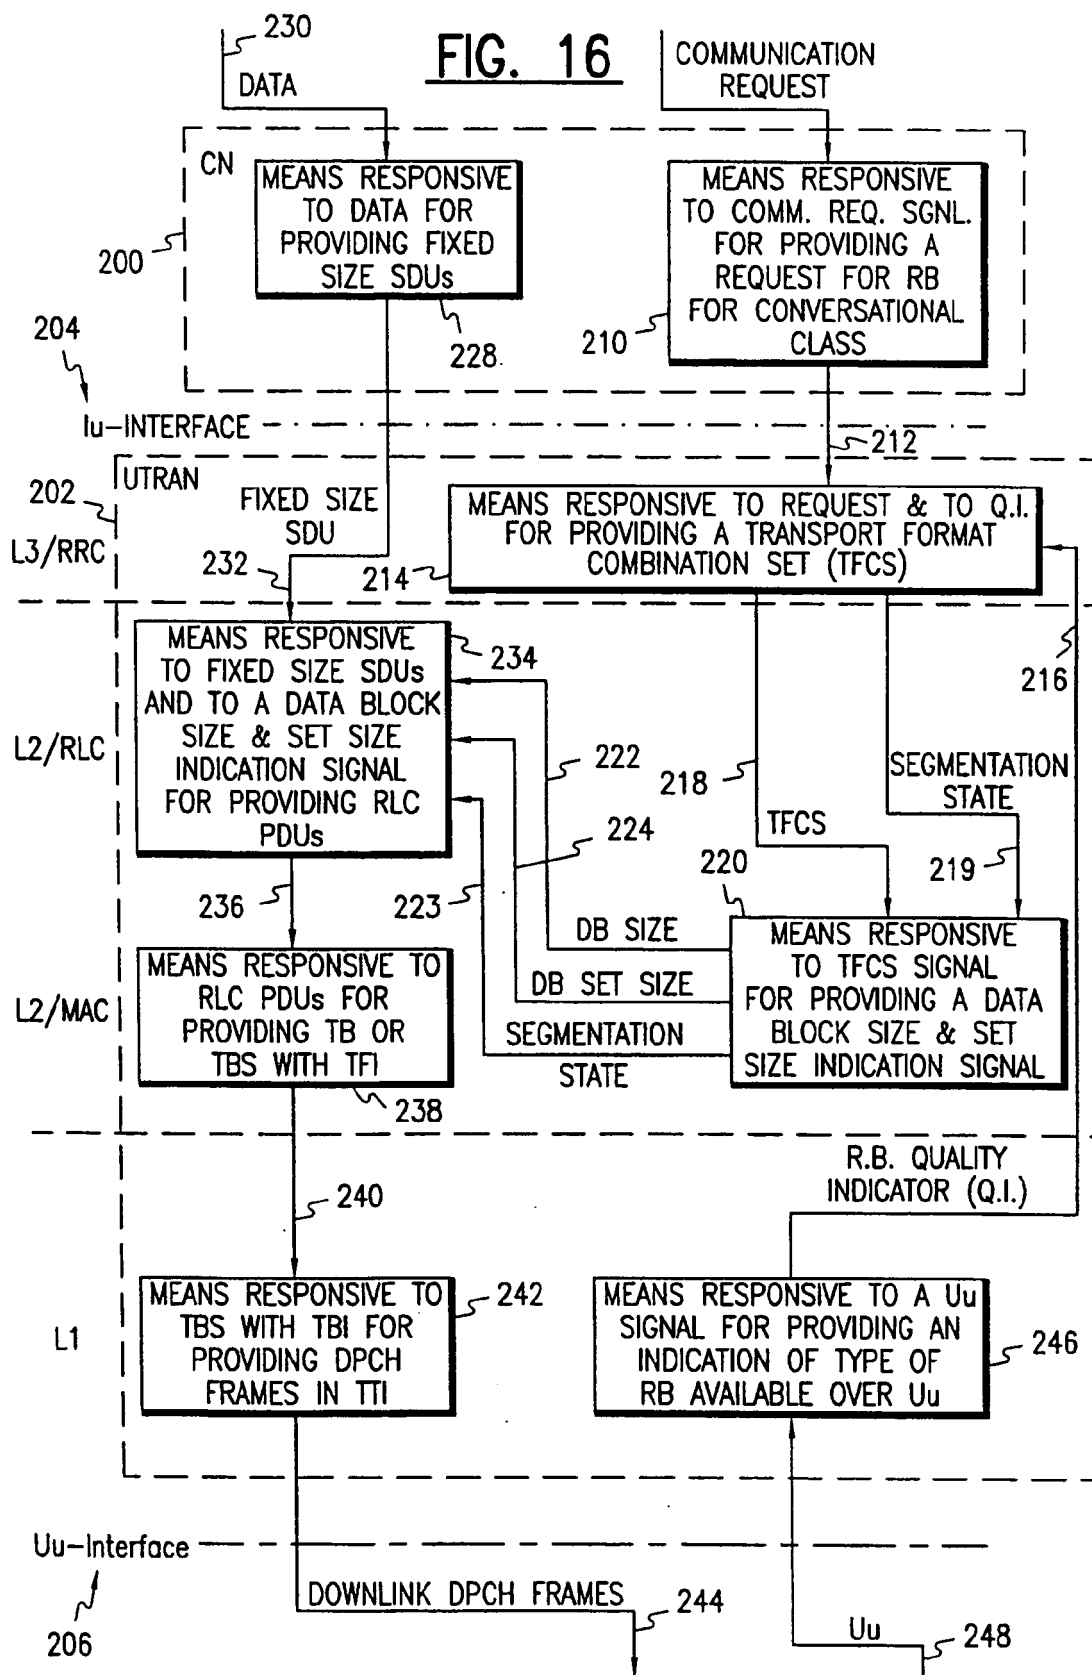 230
FIG. 16
COMMUNICATION
REQUEST
DATA
CN
MEANS RESPONSIVE
TO DATA FOR
PROVIDING FIXED
SIZE SDUs
MEANS RESPONSIVE
TO COMM. REQ. SGNL.
FOR PROVIDING A
REQUEST FOR RB
FOR CONVERSATIONAL
CLASS
200
228
210
204
Iu-INTERFACE
212
UTRAN
202
FIXED SIZE
SDU
MEANS RESPONSIVE TO REQUEST & TO Q.I.
FOR PROVIDING A TRANSPORT FORMAT
COMBINATION SET (TFCS)
L3/RRC
232
214
216
MEANS RESPONSIVE
TO FIXED SIZE SDUs
AND TO A DATA BLOCK
SIZE & SET SIZE
INDICATION SIGNAL
FOR PROVIDING RLC
PDUs
234
L2/RLC
222
218
SEGMENTATION
STATE
224
TFCS
220
219
236
223
DB SIZE
DB SET SIZE
SEGMENTATION
STATE
MEANS RESPONSIVE
TO TFCS SIGNAL
FOR PROVIDING A DATA
BLOCK SIZE & SET
SIZE INDICATION SIGNAL
L2/MAC
MEANS RESPONSIVE TO
RLC PDUs FOR
PROVIDING TB OR
TBS WITH TFI
238
R.B. QUALITY
INDICATOR (Q.I.)
240
L1
MEANS RESPONSIVE TO
TBS WITH TBI FOR
PROVIDING DPCH
FRAMES IN TTI
242
MEANS RESPONSIVE TO A Uu
SIGNAL FOR PROVIDING AN
INDICATION OF TYPE OF
RB AVAILABLE OVER Uu
246
Uu-Interface
206
DOWNLINK DPCH FRAMES
244
Uu
248